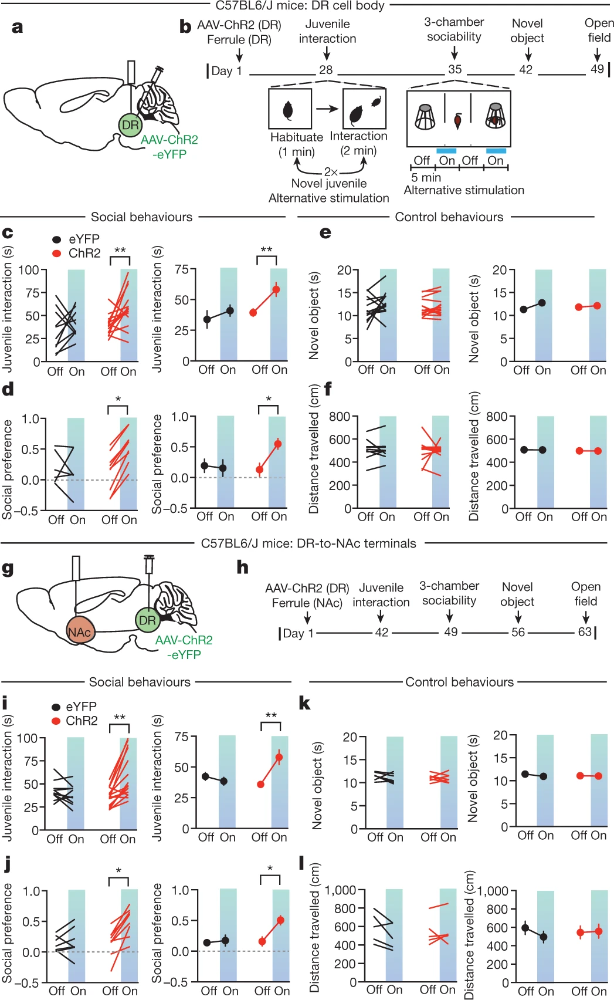 C57BL6/J mice: DR cell body
a
DR
AAV-ChR2
-eYFP
b
AAV-ChR2 (DR)
Ferrule (DR)
Juvenile
interaction
3-chamber
sociability
Novel
object
Open
field
Day 1
28
35
42
49
Habituate
(1 min)
Interaction
(2 min)
2×
Novel juvenile
Alternative stimulation
Off On Off On
5 min
Alternative stimulation
Social behaviours
Control behaviours
c
eYFP
ChR2
Juvenile interaction (s)
100
75
50
25
0
**
Off On
Off On
Juvenile interaction (s)
75
50
25
0
**
Off On
Off On
e
Novel object (s)
20
15
10
5
0
Off On
Off On
Novel object (s)
20
15
10
5
0
Off On
Off On
d
Social preference
1.0
0.5
0.0
−0.5
*
Off On
Off On
Social preference
1.0
0.5
0.0
−0.5
*
Off On
Off On
f
Distance travelled (cm)
800
600
400
200
0
Off On
Off On
Distance travelled (cm)
800
600
400
200
0
Off On
Off On
C57BL6/J mice: DR-to-NAc terminals
g
NAc
DR
AAV-ChR2
-eYFP
h
AAV-ChR2 (DR)
Ferrule (NAc)
Juvenile
interaction
3-chamber
sociability
Novel
object
Open
field
Day 1
42
49
56
63
Social behaviours
Control behaviours
i
eYFP
ChR2
Juvenile interaction (s)
100
75
50
25
0
**
Off On
Off On
Juvenile interaction (s)
75
50
25
0
**
Off On
Off On
k
Novel object (s)
20
15
10
5
0
Off On
Off On
Novel object (s)
20
15
10
5
0
Off On
Off On
j
Social preference
1.0
0.5
0.0
−0.5
*
Off On
Off On
Social preference
1.0
0.5
0.0
−0.5
*
Off On
Off On
l
Distance travelled (cm)
1,000
800
600
400
200
0
Off On
Off On
Distance travelled (cm)
1,000
800
600
400
200
0
Off On
Off On